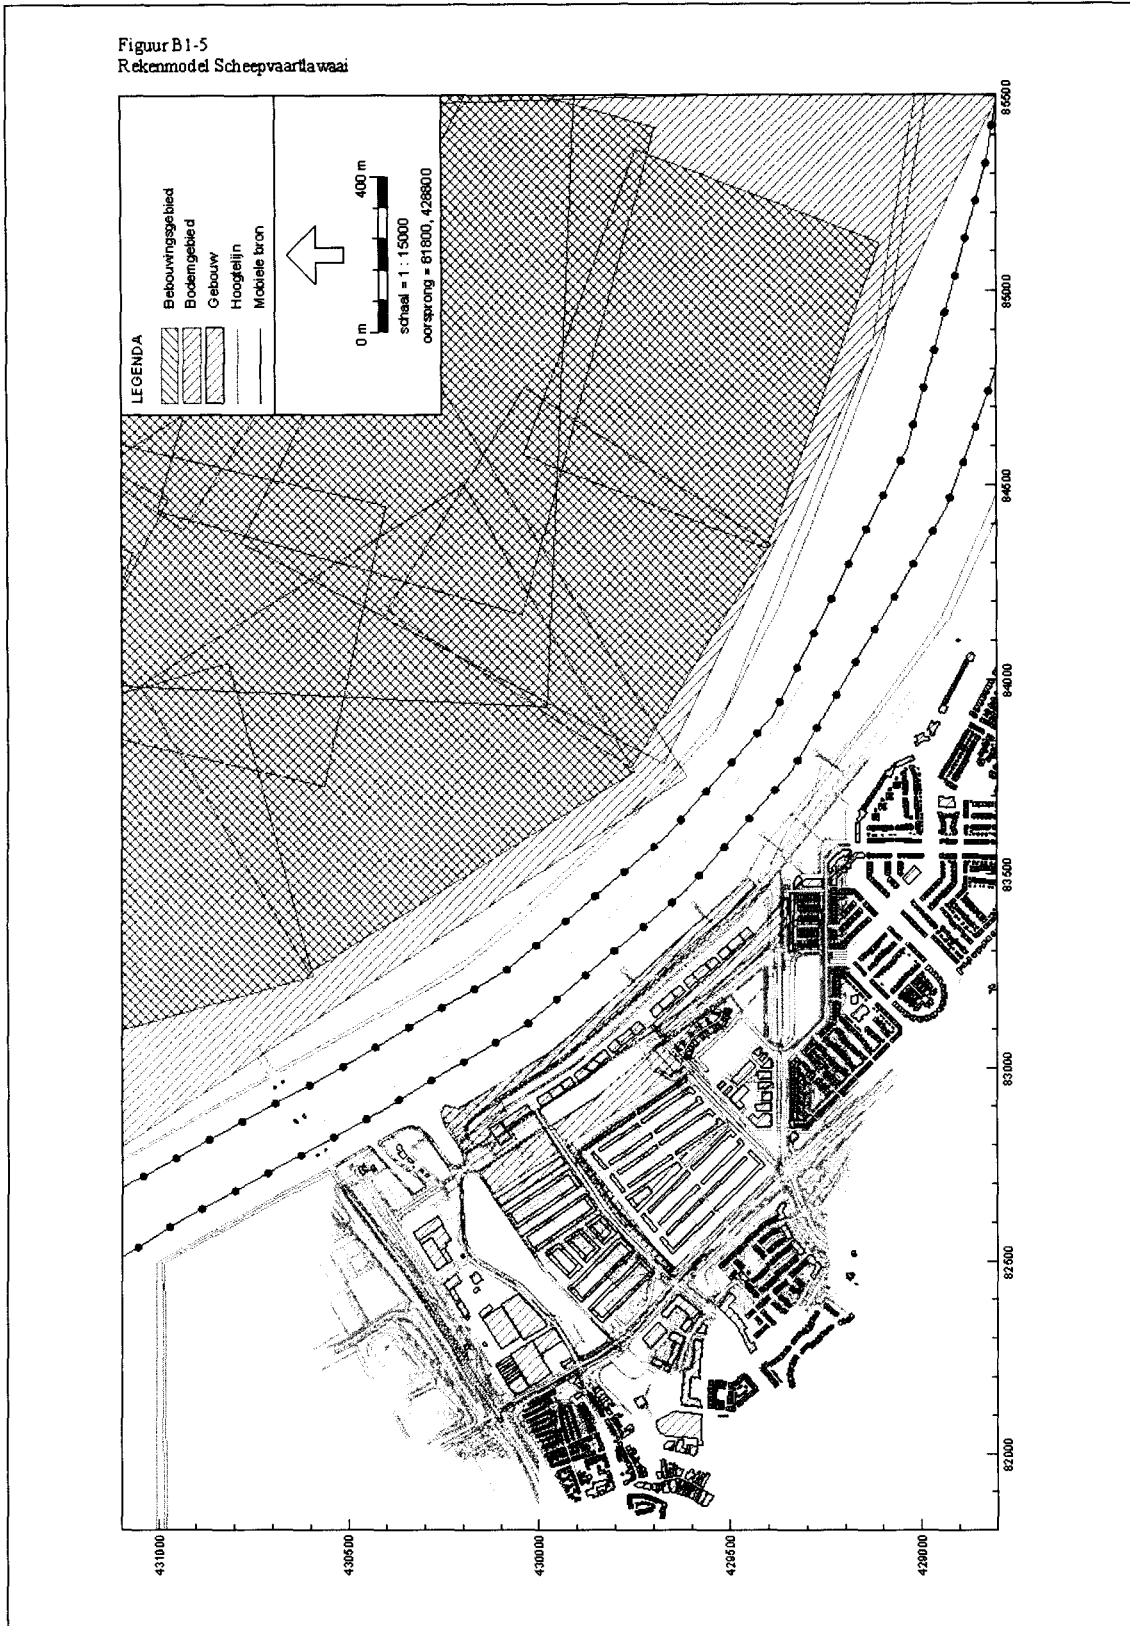 Figuur B1-5
Rekenmodel Scheepvaartlawaai
LEGENDA
Bebouwingsgebied
Bodemgebied
Gebouw
Hoogtelijn
Mobiele bron
0 m
400 m
schaal = 1 : 15000
oorsprong = 81800, 428800
431000
430500
430000
429500
429000
82000
82500
83000
83500
84000
84500
85000
85500